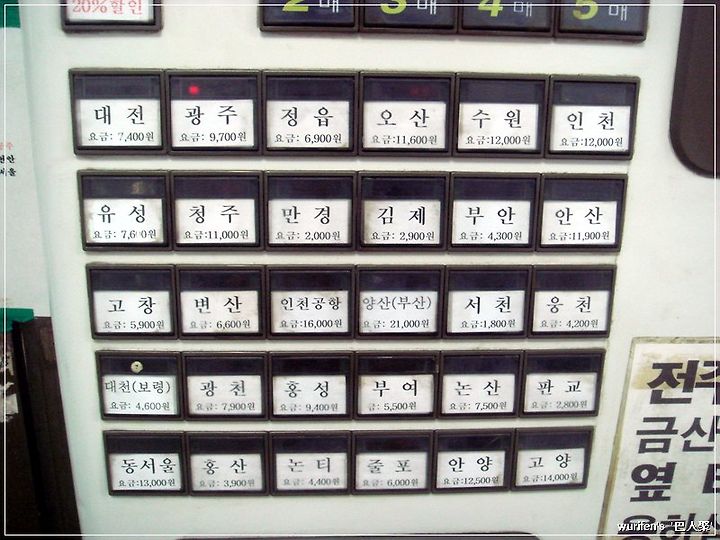 20%할인
2매 3매 4매 5매
대전 광주 정읍 오산 수원 인천
요금: 7,400원 요금: 9,700원 요금: 6,900원 요금:11,600원 요금:12,000원 요금:12,000원
유성 청주 만경 김제 부안 안산
요금: 7,600원 요금:11,000원 요금: 2,000원 요금: 2,900원 요금: 4,300원 요금:11,900원
고창 변산 인천공항 양산(부산) 서천 웅천
요금: 5,900원 요금: 6,600원 요금:16,000원 요금: 21,000원 요금:1,800원 요금: 4,200원
대천(보령) 광천 홍성 부여 논산 판교
요금: 4,600원 요금: 7,900원 요금: 9,400원 금: 5,500원 요금: 7,500원 요금: 2,800원
동서울 홍산 논티 줄포 안양 고양
요금:13,000원 요금: 3,900원 요금: 4,400원 요금: 6,000원 요금:12,500원 요금:14,000원
전주
금산
옆
wurifen's '巴人槃